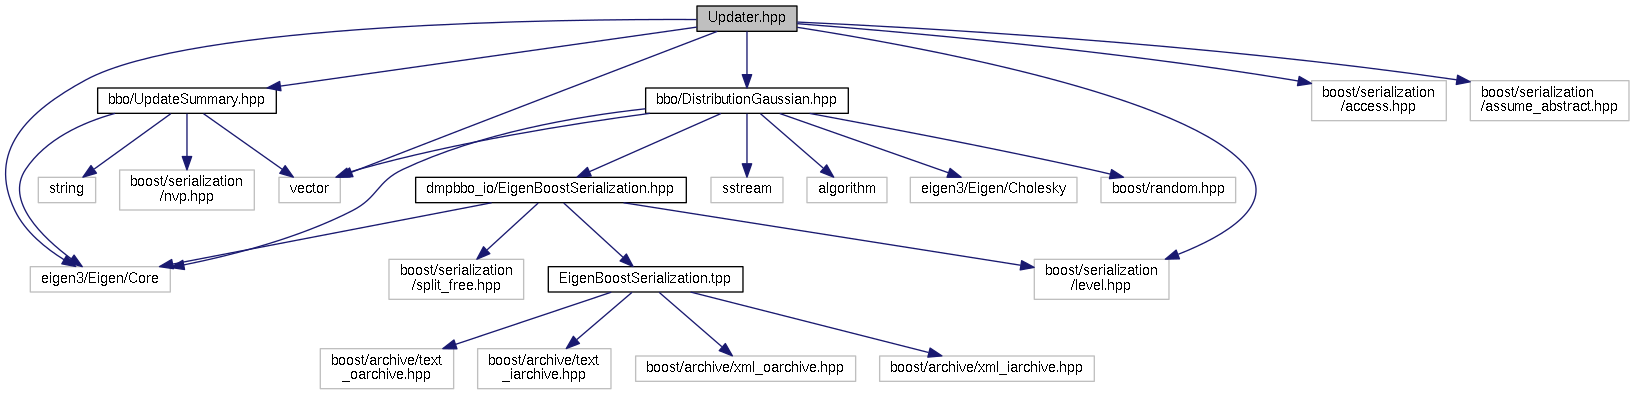 Updater.hpp
bbo/UpdateSummary.hpp
bbo/DistributionGaussian.hpp
boost/serialization
/access.hpp
boost/serialization
/assume_abstract.hpp
string
boost/serialization
/nvp.hpp
vector
dmpbbo_io/EigenBoostSerialization.hpp
sstream
algorithm
eigen3/Eigen/Cholesky
boost/random.hpp
eigen3/Eigen/Core
boost/serialization
/split_free.hpp
EigenBoostSerialization.tpp
boost/serialization
/level.hpp
boost/archive/text
_oarchive.hpp
boost/archive/text
_iarchive.hpp
boost/archive/xml_oarchive.hpp
boost/archive/xml_iarchive.hpp